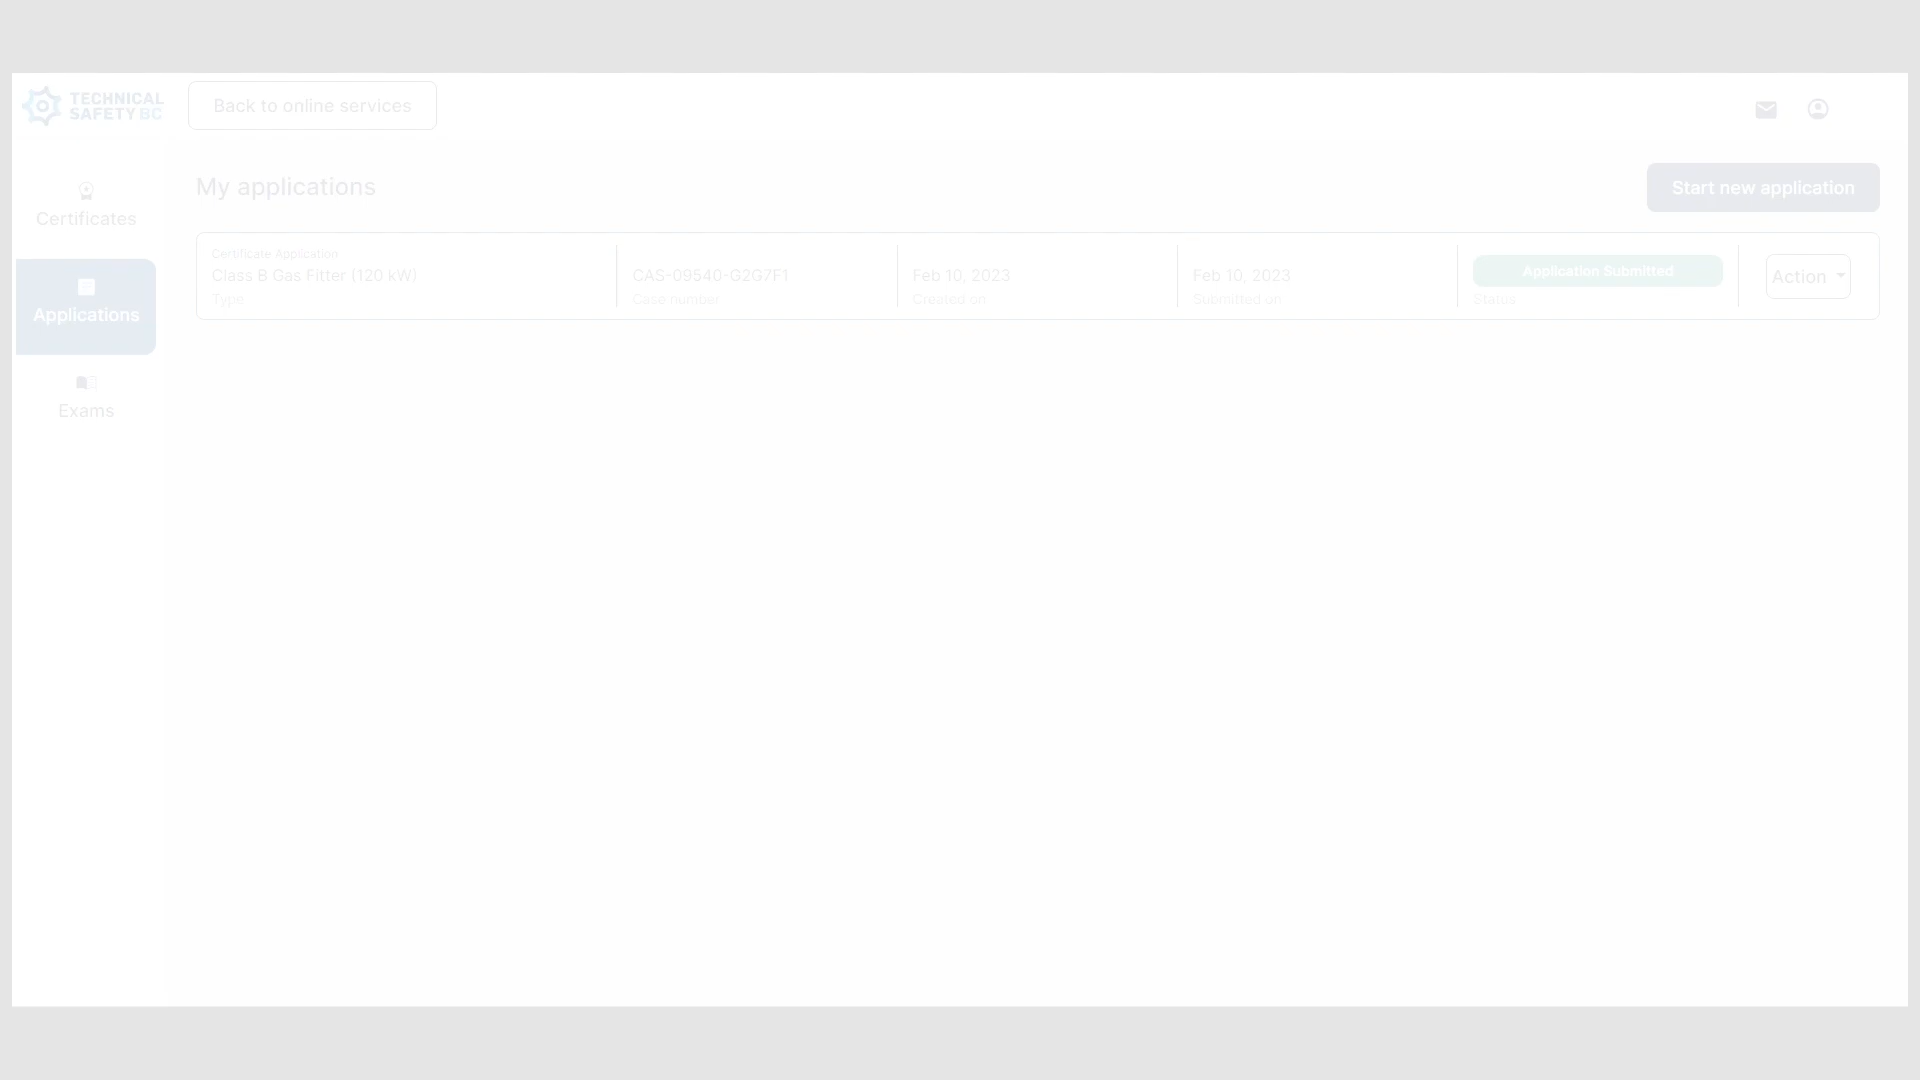 TECHNICAL
SAFETY BC
Back to online services
My applications
Start new application
Certificates
Applications
Exams
Certificate Application
Class B Gas Fitter (120 kW)
Type
CAS-09540-G2G7F1
Case number
Feb 10, 2023
Created on
Feb 10, 2023
Submitted on
Application Submitted
Status
Action